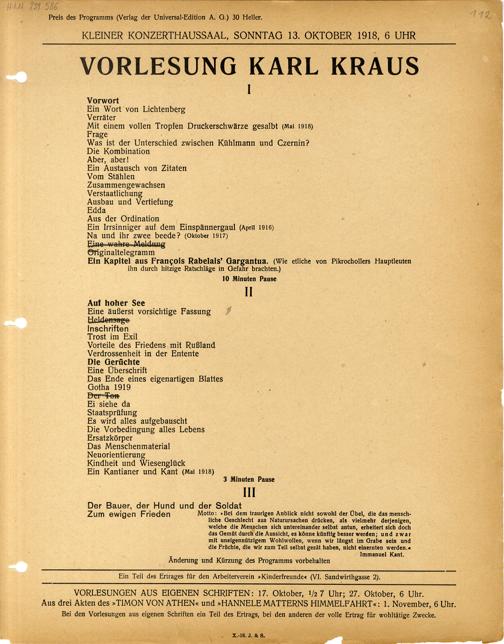 H.I.N. 239 586
112
Preis des Programms (Verlag der Universal-Edition A. G.) 30 Heller.
KLEINER KONZERTHAUSSAAL, SONNTAG 13. OKTOBER 1918, 6 UHR
VORLESUNG KARL KRAUS
I
Vorwort
Ein Wort von Lichtenberg
Verräter
Mit einem vollen Tropfen Druckerschwärze gesalbt (Mai 1918)
Frage
Was ist der Unterschied zwischen Kühlmann und Czernin?
Die Kombination
Aber, aber!
Ein Austausch von Zitaten
Vom Stählen
Zusammengewachsen
Verstaatlichung
Ausbau und Vertiefung
Edda
Aus der Ordination
Ein Irrsinniger auf dem Einspännergaul (April 1916)
Na und ihr zwee beede? (Oktober 1917)
Eine wahre Meldung
Originaltelegramm
Ein Kapitel aus François Rabelais' Gargantua. (Wie etliche von Pikrochollers Hauptleuten
ihn durch hitzige Ratschläge in Gefahr brachten.)
10 Minuten Pause
II
Auf hoher See
Eine äußerst vorsichtige Fassung
Heldensage
Inschriften
Trost im Exil
Vorteile des Friedens mit Rußland
Verdrossenheit in der Entente
Die Gerüchte
Eine Überschrift
Das Ende eines eigenartigen Blattes
Gotha 1919
Der Ton
Ei siehe da
Staatsprüfung
Es wird alles aufgebauscht
Die Vorbedingung alles Lebens
Ersatzkörper
Das Menschenmaterial
Neuorientierung
Kindheut und Wiesenglück
Ein Kantianer und Kant (Mai 1918)
3 Minuten Pause
III
Der Bauer, der Hund und der Soldat
Zum ewigen Frieden Motto: »Bei dem traurigen Anblick nicht sowohl der Übel, die das mensch-
liche Geschlecht aus Naturursachen drücken, als vielmehr derjenigen,
welche die Menschen sich untereinander selbst antun, erheitert sich doch
das Gemüt durch die Aussicht, es könne künftig besser werden; und zwar
mit uneigennützigem Wohlwollen, wenn wir längst im Grabe sein und
die Früchte, die wir zum Teil selbst gesät haben, nicht einernten werden.«
Immanuel Kant.
Änderung und Kürzung des Programms vorbehalten
Ein Teil des Ertrages für den Arbeiterverein »Kinderfreunde« (VI. Sandwirthgasse 2).
VORLESUNGEN AUS EIGENEN SCHRIFTEN: 17. Oktober, 1/2 7 Uhr; 27. Oktober, 6 Uhr.
Aus drei Akten des »TIMON VON ATHEN« und »HANNELE MATTERNS HIMMELFAHRT«: 1. November, 6 Uhr.
Bei den Vorlesungen aus eigenen Schriften ein Teil des Ertrags, bei den anderen der volle Ertrag für wohltätige Zwecke.
X.-18. J. & S.